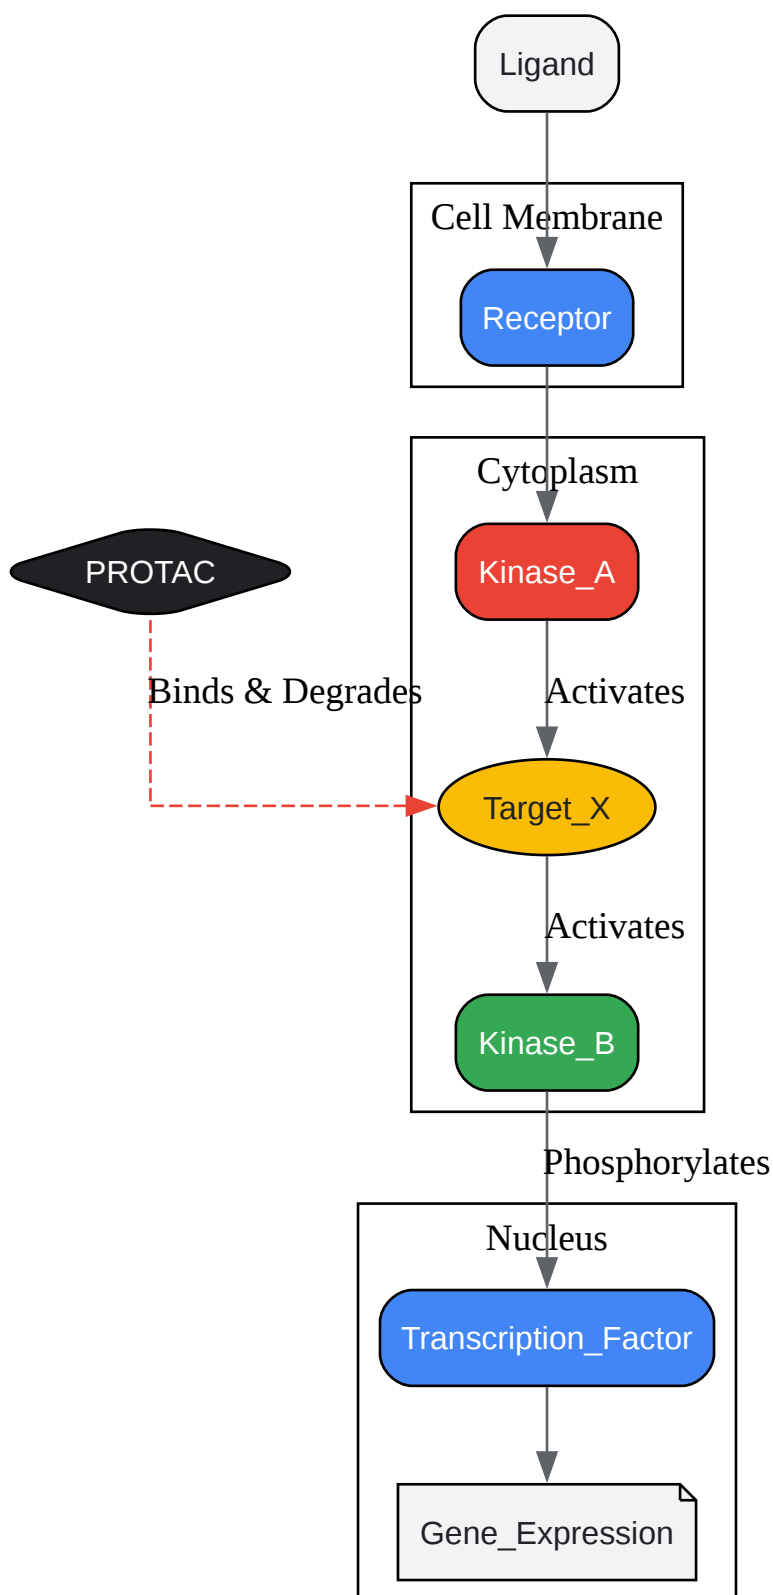 Ligand
Cell Membrane
Receptor
Cytoplasm
Kinase_A
PROTAC
Binds & Degrades
Activates
Target_X
Activates
Kinase_B
Phosphorylates
Nucleus
Transcription_Factor
Gene_Expression